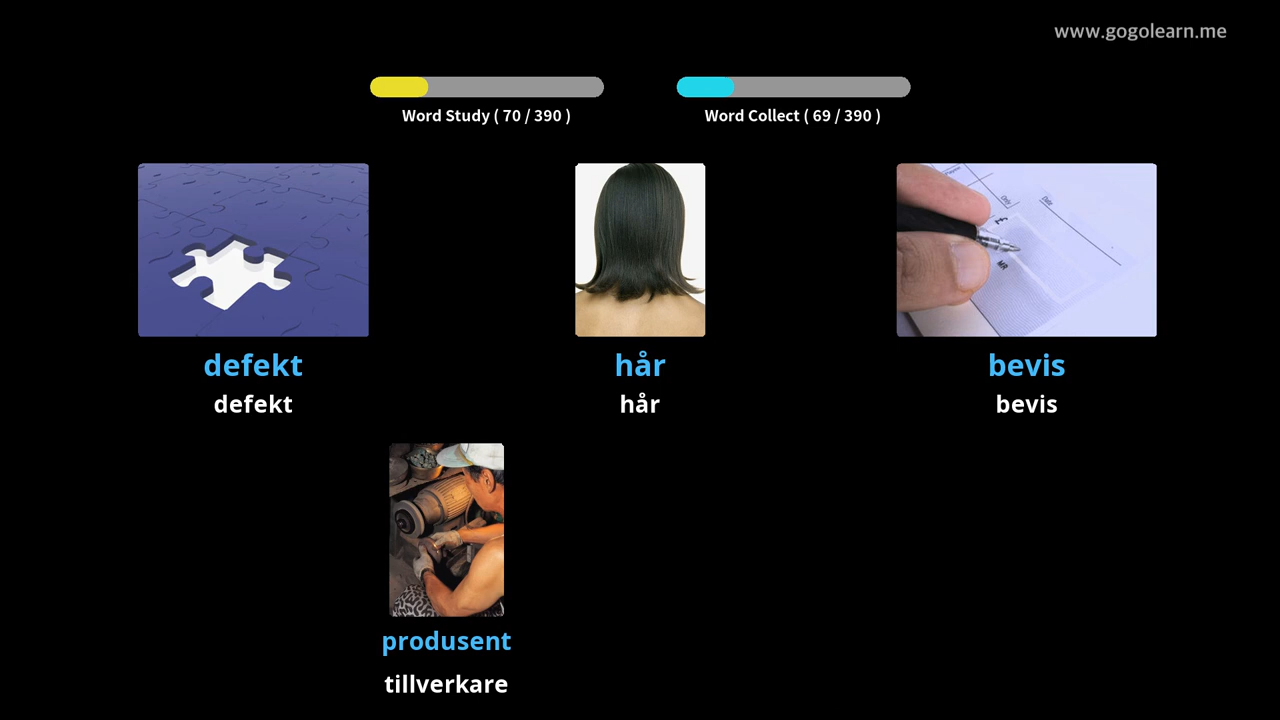 www.gogolearn.me
Word Study ( 70 / 390 )
Word Collect ( 69 / 390 )
defekt
defekt
hår
hår
bevis
bevis
produsent
tillverkare